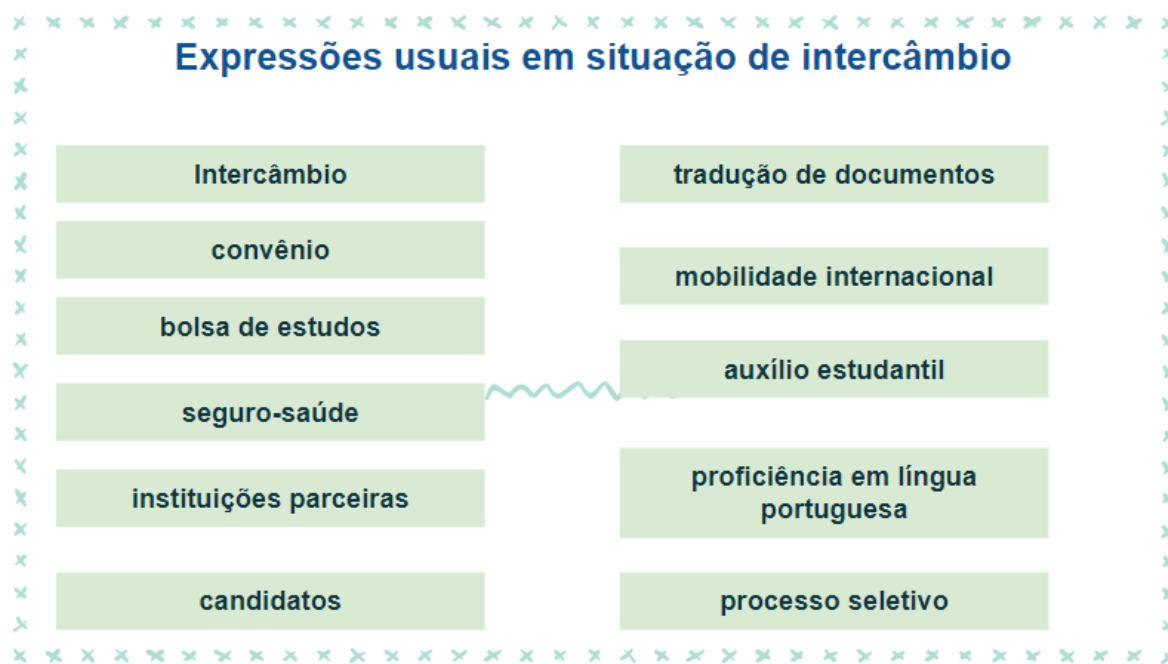 Expressões usuais em situação de intercâmbio
Intercâmbio
convênio
bolsa de estudos
seguro-saúde
instituições parceiras
candidatos
tradução de documentos
mobilidade internacional
auxílio estudantil
proficiência em língua
portuguesa
processo seletivo